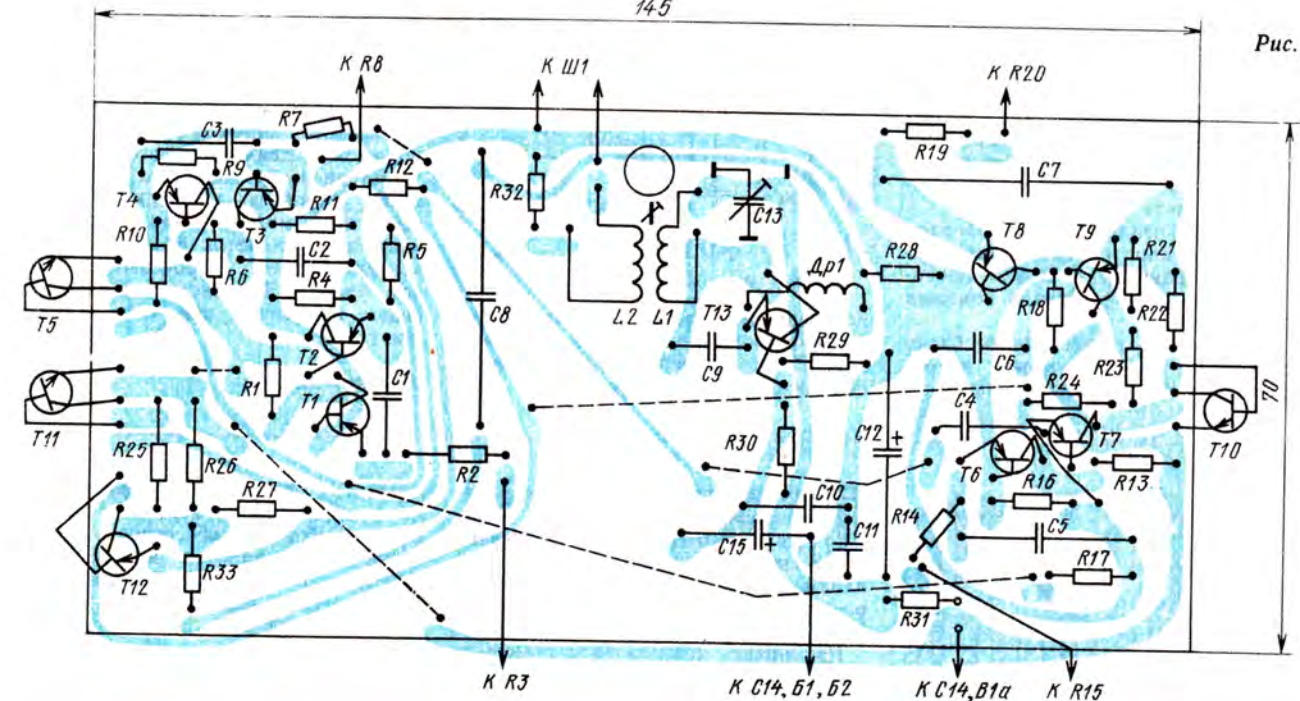 145
Рис.
К R8
К Ш1
К R20
C3
R7
R19
R9
R12
R32
C7
T4
T3
R11
C13
R10
R6
C2
R5
T8
T9
R21
R4
R28
Др1
T5
C8
L2
L1
T13
R18
R22
T2
R29
C9
C6
R23
R1
C1
T1
R24
70
T11
C4
T7
T10
R25
R26
R2
R30
C12
+
T6
R13
R27
C10
R16
R14
C15
+
C11
C5
T12
R33
R17
R31
К R3
К C14, Б1, Б2
К C14, В1а
К R15